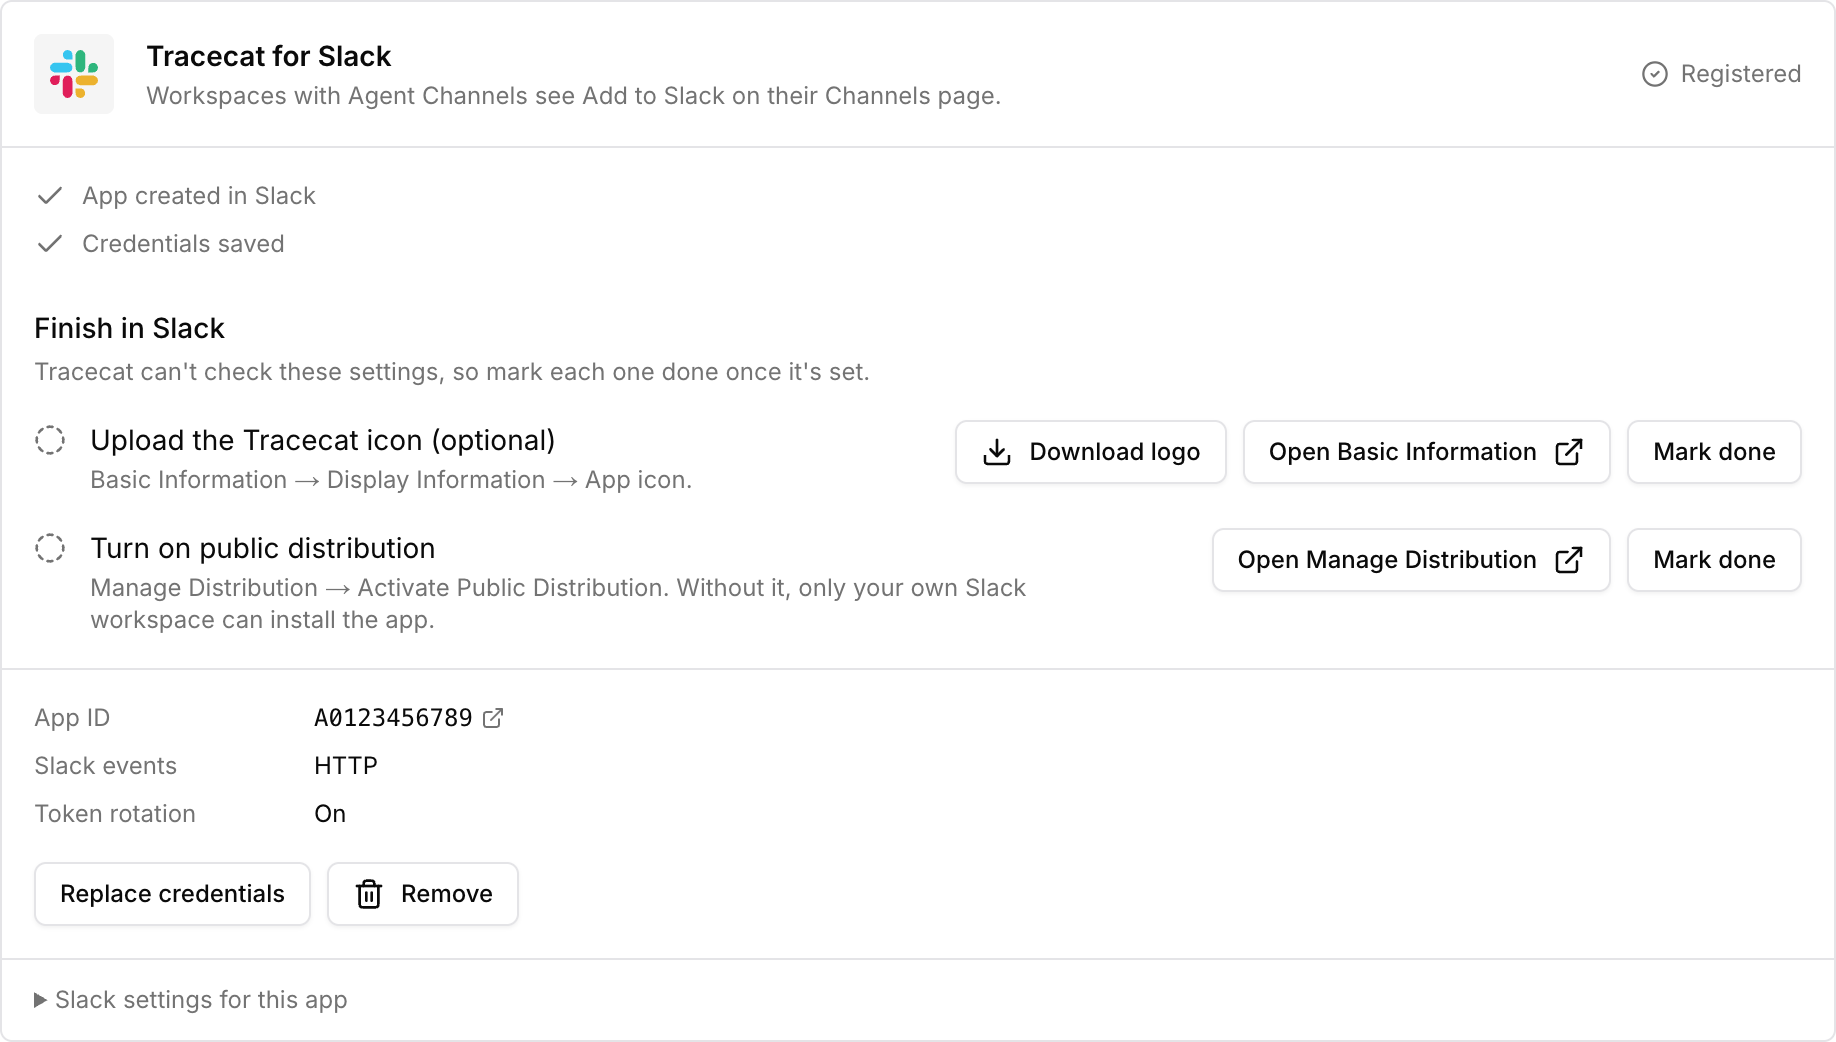 Tracecat for Slack
Workspaces with Agent Channels see Add to Slack on their Channels page.
Registered
App created in Slack
Credentials saved
Finish in Slack
Tracecat can't check these settings, so mark each one done once it's set.
Upload the Tracecat icon (optional)
Basic Information → Display Information → App icon.
Download logo
Open Basic Information
Mark done
Turn on public distribution
Manage Distribution → Activate Public Distribution. Without it, only your own Slack
workspace can install the app.
Open Manage Distribution
Mark done
App ID
A0123456789
Slack events
HTTP
Token rotation
On
Replace credentials
Remove
Slack settings for this app